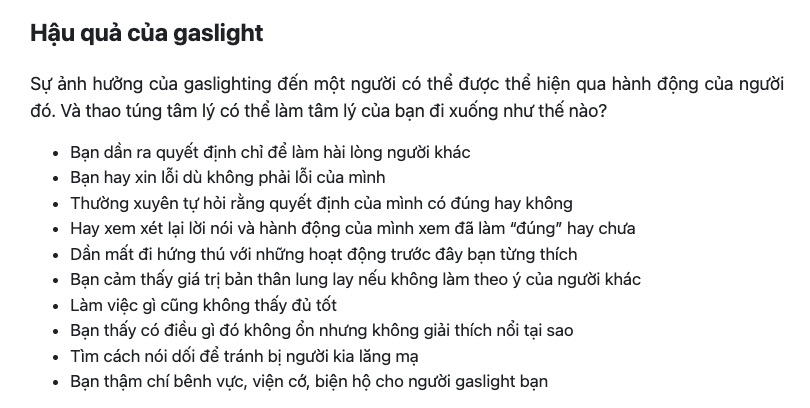 Hậu quả của gaslight
Sự ảnh hưởng của gaslighting đến một người có thể được thể hiện qua hành động của người
đó. Và thao túng tâm lý có thể làm tâm lý của bạn đi xuống như thế nào?
• Bạn dần ra quyết định chỉ để làm hài lòng người khác
• Bạn hay xin lỗi dù không phải lỗi của mình
• Thường xuyên tự hỏi rằng quyết định của mình có đúng hay không
• Hay xem xét lại lời nói và hành động của mình xem đã làm “đúng” hay chưa
• Dần mất đi hứng thú với những hoạt động trước đây bạn từng thích
• Bạn cảm thấy giá trị bản thân lung lay nếu không làm theo ý của người khác
• Làm việc gì cũng không thấy đủ tốt
• Bạn thấy có điều gì đó không ổn nhưng không giải thích nổi tại sao
• Tìm cách nói dối để tránh bị người kia lăng mạ
• Bạn thậm chí bênh vực, viện cớ, biện hộ cho người gaslight bạn